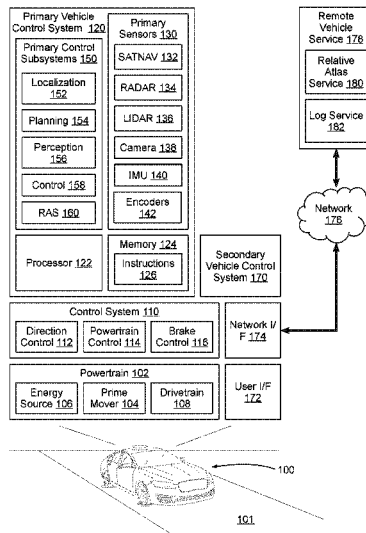 Primary Vehicle
Control System 120
Primary Control
Subsystems 150
Localization
152
Planning 154
Perception
156
Control 158
RAS 160
Processor
122
Primary
Sensors 130
SATNAV 132
RADAR 134
LIDAR 136
Camera 138
IMU 140
Encoders
142
Memory 124
Instructions
126
Secondary
Vehicle Control
System 170
Remote
Vehicle
Service 178
Relative
Atlas
Service 180
Log Service
182
Network
176
Control System 110
Direction
Control 112
Powertrain
Control 114
Brake
Control 116
Network I/
F 174
Powertrain 102
Energy
Source 106
Prime
Mover 104
Drivetrain
108
User I/F
172
100
101